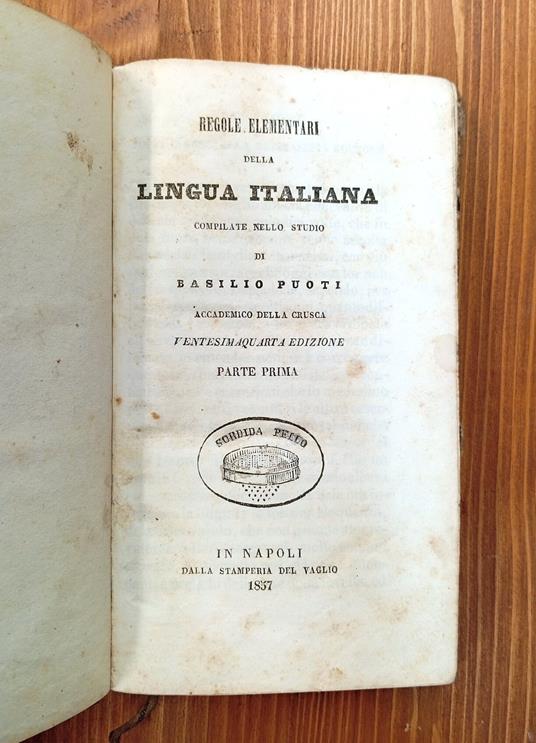 REGOLE ELEMENTARI
DELLA
LINGUA ITALIANA
COMPILATE NELLO STUDIO
DI
BASILIO PUOTI
ACCADEMICO DELLA CRUSCA
VENTESIMAQUARTA EDIZIONE
PARTE PRIMA
SORDIDA PELLO
IN NAPOLI
DALLA STAMPERIA DEL VAGLIO
1857